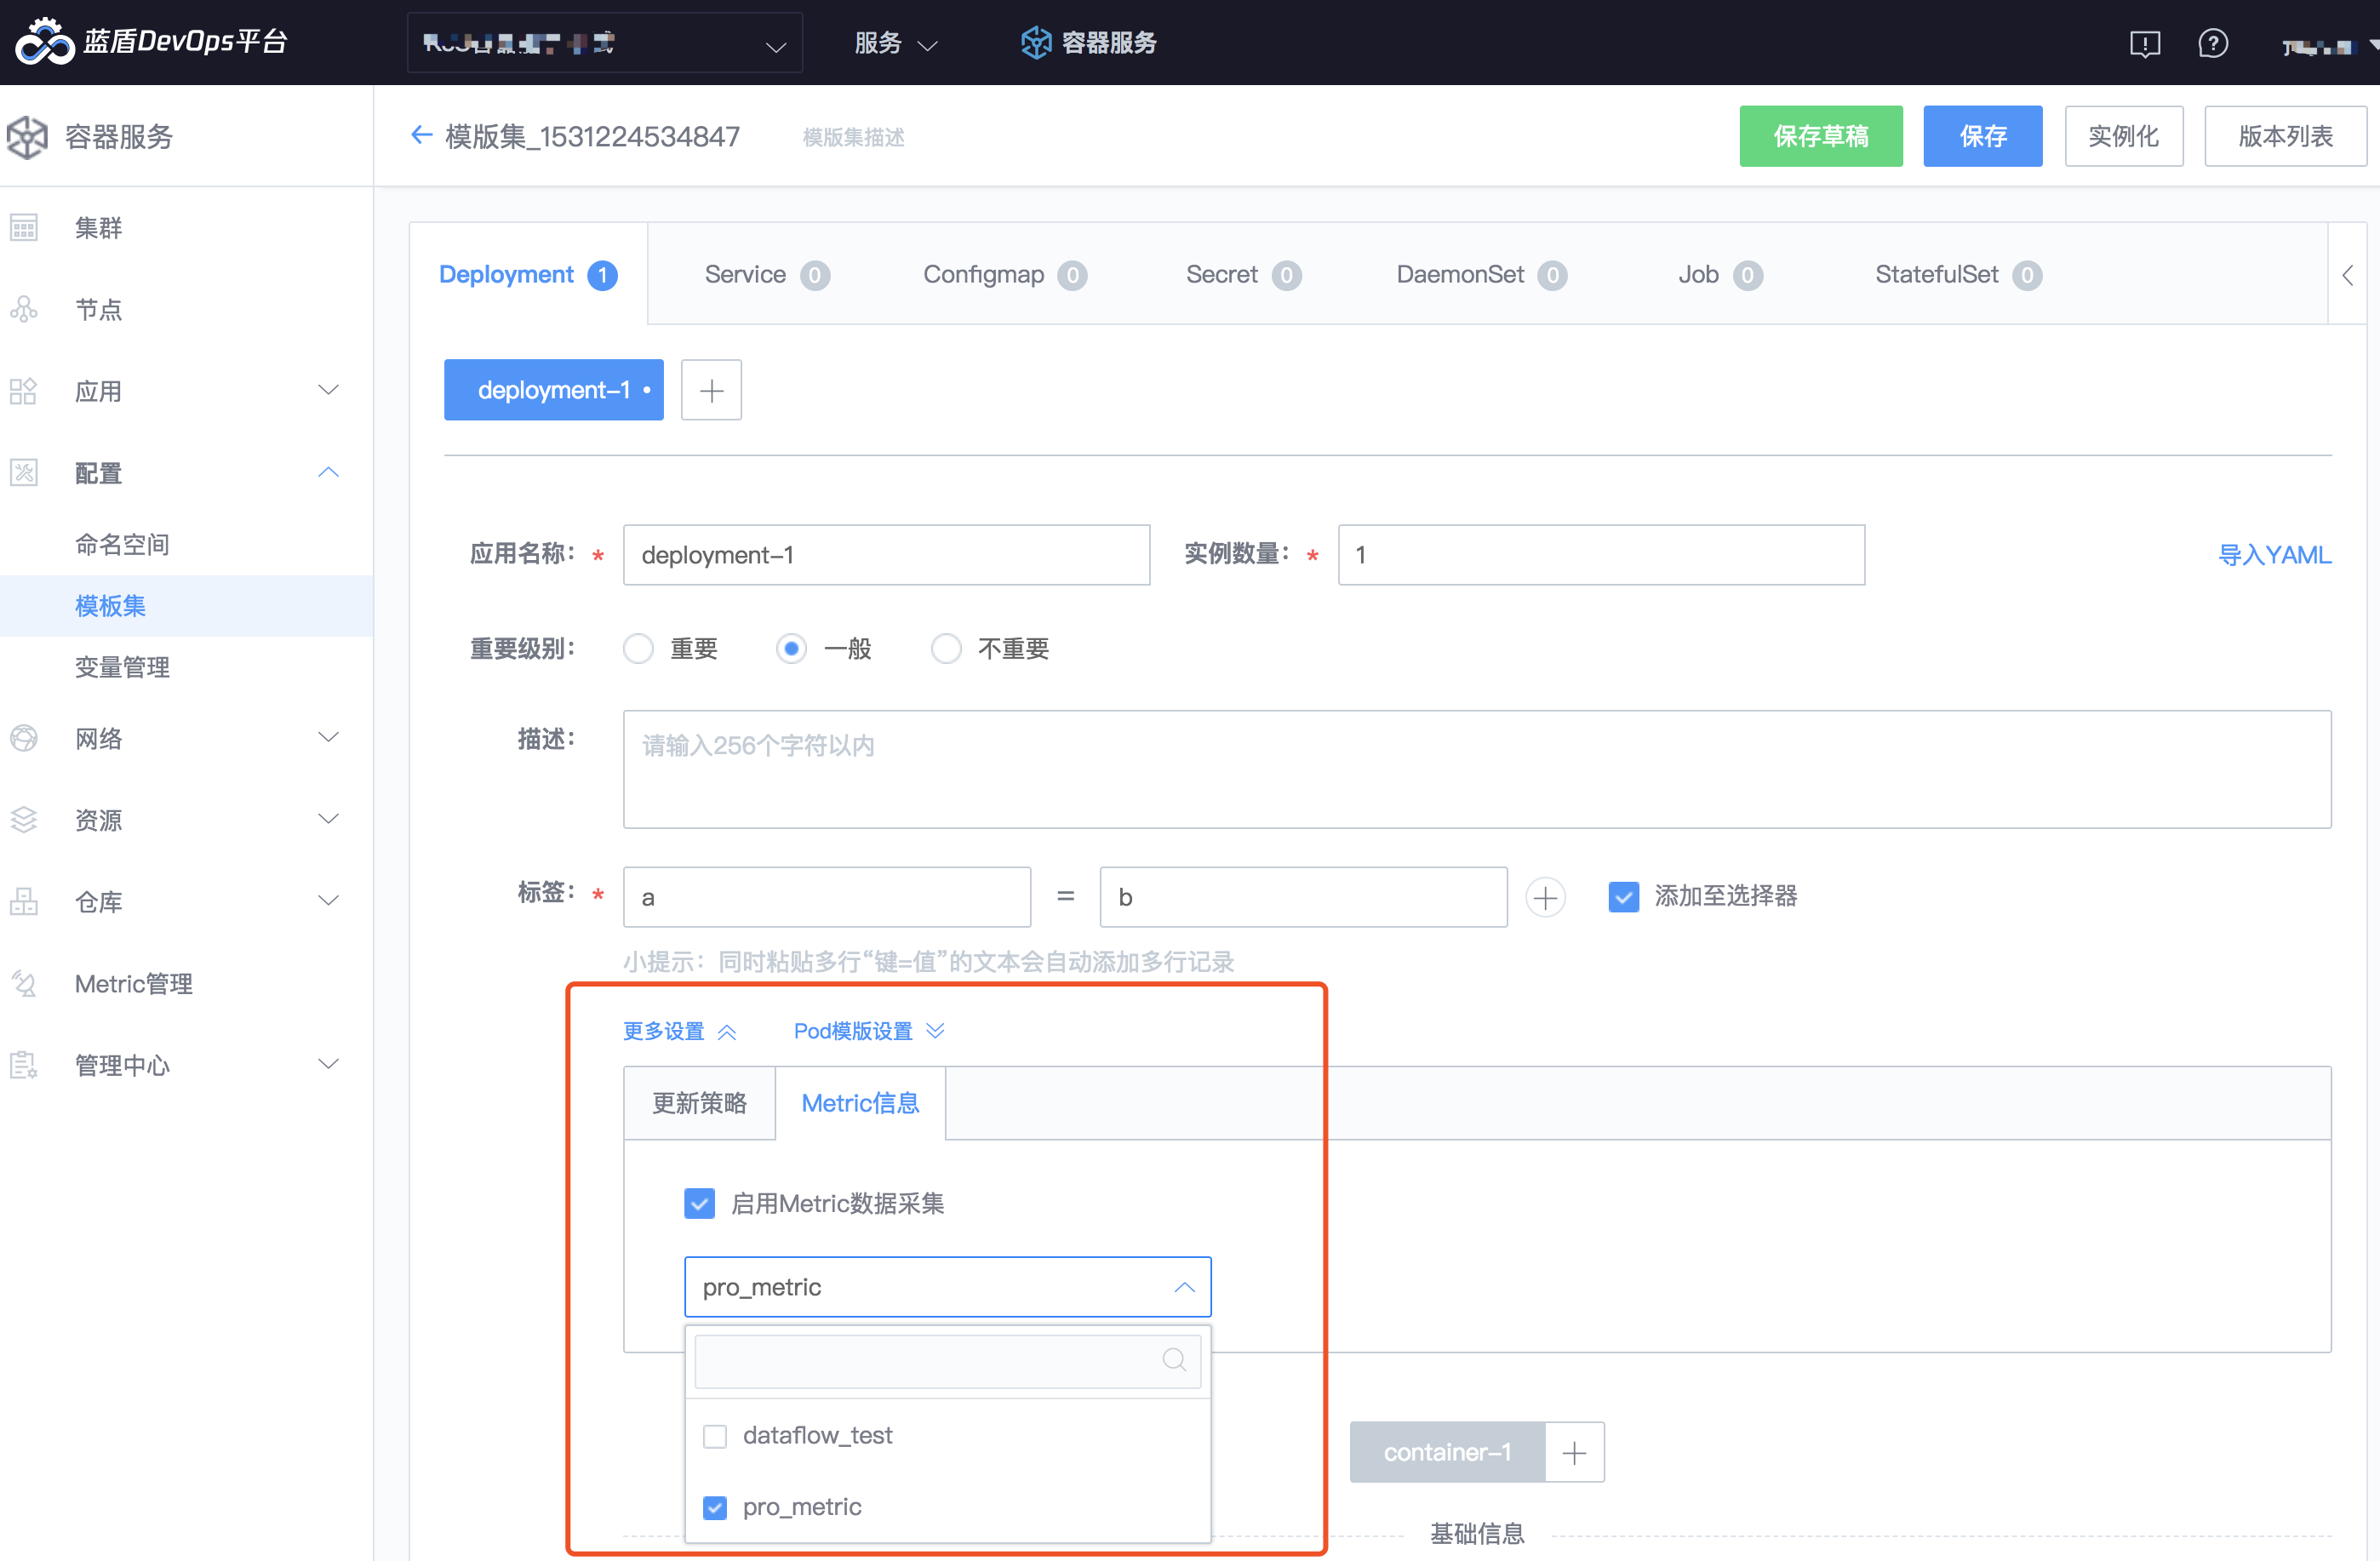 蓝盾DevOps平台
服务
容器服务
容器服务
模版集_1531224534847
模版集描述
保存草稿
保存
实例化
版本列表
集群
节点
应用
配置
命名空间
模板集
变量管理
网络
资源
仓库
Metric管理
管理中心
Deployment 1
Service 0
Configmap 0
Secret 0
DaemonSet 0
Job 0
StatefulSet 0
deployment-1 •
应用名称: * deployment-1
实例数量: * 1
导入YAML
重要级别: 重要 一般 不重要
描述: 请输入256个字符以内
标签: * a = b 添加至选择器
小提示：同时粘贴多行“键=值”的文本会自动添加多行记录
更多设置 Pod模版设置
更新策略 Metric信息
启用Metric数据采集
pro_metric
dataflow_test
pro_metric
container-1
基础信息